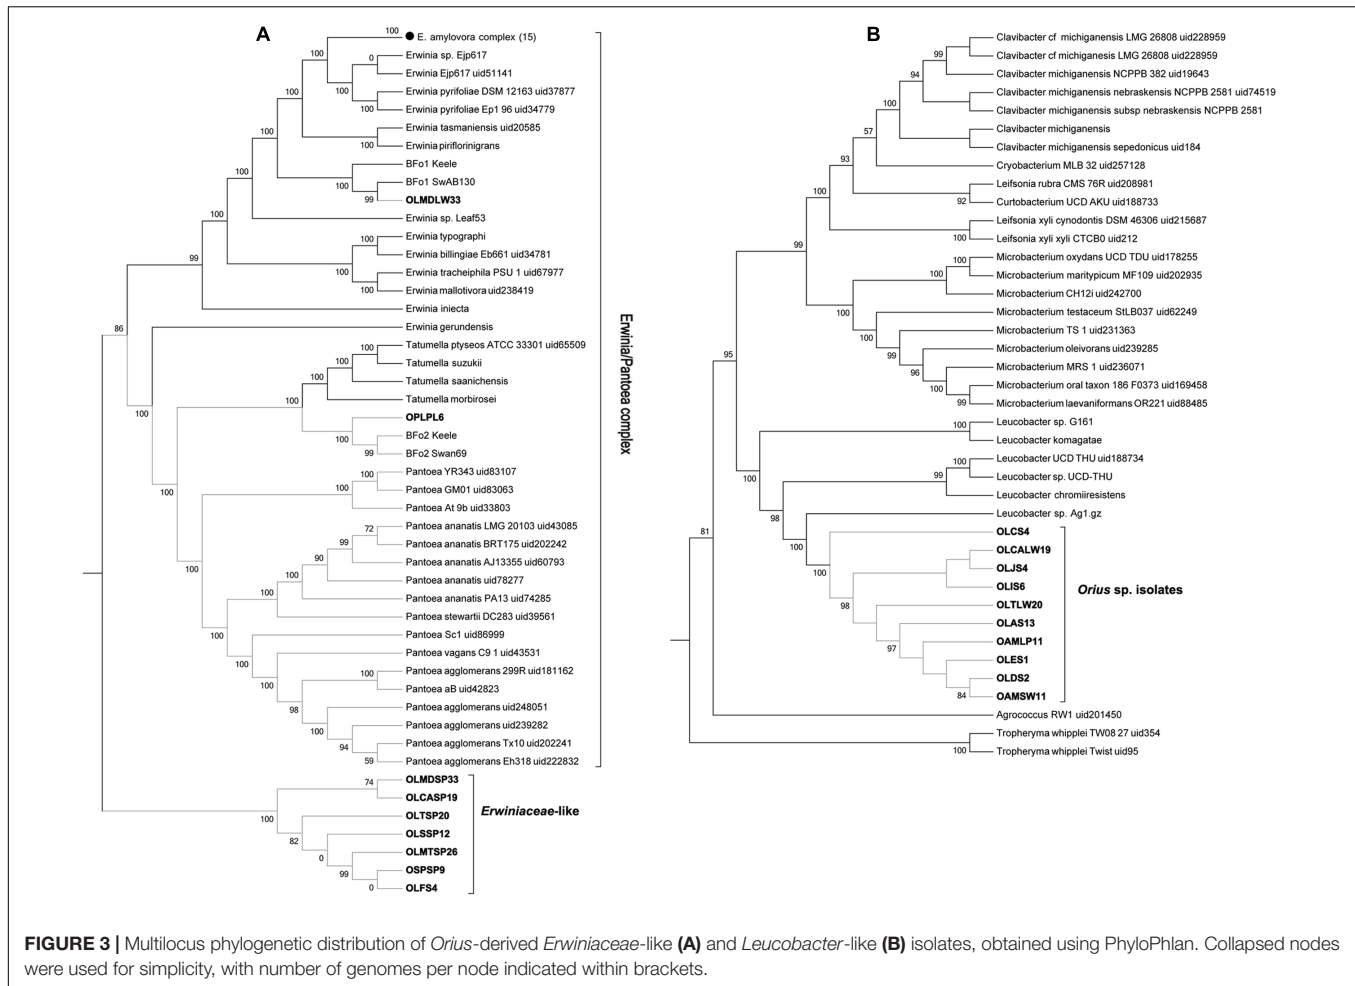 A
100
E. amylovora complex (15)
100
0
Erwinia sp. Ejp617
Erwinia Ejp617 uid51141
100
Erwinia pyrifoliae DSM 12163 uid37877
100
Erwinia pyrifoliae Ep1 96 uid34779
100
Erwinia tasmaniensis uid20585
100
Erwinia piriflorinigrans
100
BFo1 Keele
100
BFo1 SwAB130
99
OLMDLW33
100
Erwinia sp. Leaf53
100
100
Erwinia typographi
Erwinia billingiae Eb661 uid34781
100
Erwinia tracheiphila PSU 1 uid67977
100
Erwinia mallotivora uid238419
99
Erwinia iniecta
86
Erwinia gerundensis
100
Tatumella ptyseos ATCC 33301 uid65509
100
Tatumella suzukii
100
Tatumella saanichensis
100
Tatumella morbirosei
100
OPLPL6
100
BFo2 Keele
99
BFo2 Swan69
100
100
Pantoea YR343 uid83107
100
Pantoea GM01 uid83063
Pantoea At 9b uid33803
72
Pantoea ananatis LMG 20103 uid43085
99
Pantoea ananatis BRT175 uid202242
90
Pantoea ananatis AJ13355 uid60793
100
Pantoea ananatis uid78277
100
Pantoea ananatis PA13 uid74285
Pantoea stewartii DC283 uid39561
100
Pantoea Sc1 uid86999
100
Pantoea vagans C9 1 uid43531
100
100
Pantoea agglomerans 299R uid181162
Pantoea aB uid42823
98
Pantoea agglomerans uid248051
100
Pantoea agglomerans uid239282
94
Pantoea agglomerans Tx10 uid202241
59
Pantoea agglomerans Eh318 uid222832
Erwinia/Pantoea complex
74
OLMDSP33
OLCASP19
100
OLTSP20
82
OLSSP12
0
OLMTSP26
99
OSPSP9
0
OLFS4
Erwiniaceae-like
B
Clavibacter cf michiganensis LMG 26808 uid228959
99
Clavibacter cf michiganesis LMG 26808 uid228959
94
Clavibacter michiganensis NCPPB 382 uid19643
Clavibacter michiganensis nebraskensis NCPPB 2581 uid74519
100
Clavibacter michiganensis subsp nebraskensis NCPPB 2581
57
Clavibacter michiganensis
Clavibacter michiganensis sepedonicus uid184
93
Cryobacterium MLB 32 uid257128
Leifsonia rubra CMS 76R uid208981
100
92
Curtobacterium UCD AKU uid188733
Leifsonia xyli cynodontis DSM 46306 uid215687
100
Leifsonia xyli xyli CTCB0 uid212
99
100
Microbacterium oxydans UCD TDU uid178255
100
Microbacterium maritypicum MF109 uid202935
Microbacterium CH12i uid242700
100
Microbacterium testaceum StLB037 uid62249
100
Microbacterium TS 1 uid231363
99
Microbacterium oleivorans uid239285
96
Microbacterium MRS 1 uid236071
100
Microbacterium oral taxon 186 F0373 uid169458
99
Microbacterium laevaniformans OR221 uid88485
95
100
Leucobacter sp. G161
Leucobacter komagatae
100
100
Leucobacter UCD THU uid188734
99
Leucobacter sp. UCD-THU
Leucobacter chromiiresistens
98
Leucobacter sp. Ag1.gz
100
OLCS4
100
OLCALW19
OLJS4
OLIS6
98
OLTLW20
OLAS13
97
OAMLP11
OLES1
OLDS2
84
OAMSW11
Orius sp. isolates
81
Agrococcus RW1 uid201450
Tropheryma whipplei TW08 27 uid354
100
Tropheryma whipplei Twist uid95
FIGURE 3 | Multilocus phylogenetic distribution of Orius-derived Erwiniaceae-like (A) and Leucobacter-like (B) isolates, obtained using PhyloPhlan. Collapsed nodes
were used for simplicity, with number of genomes per node indicated within brackets.